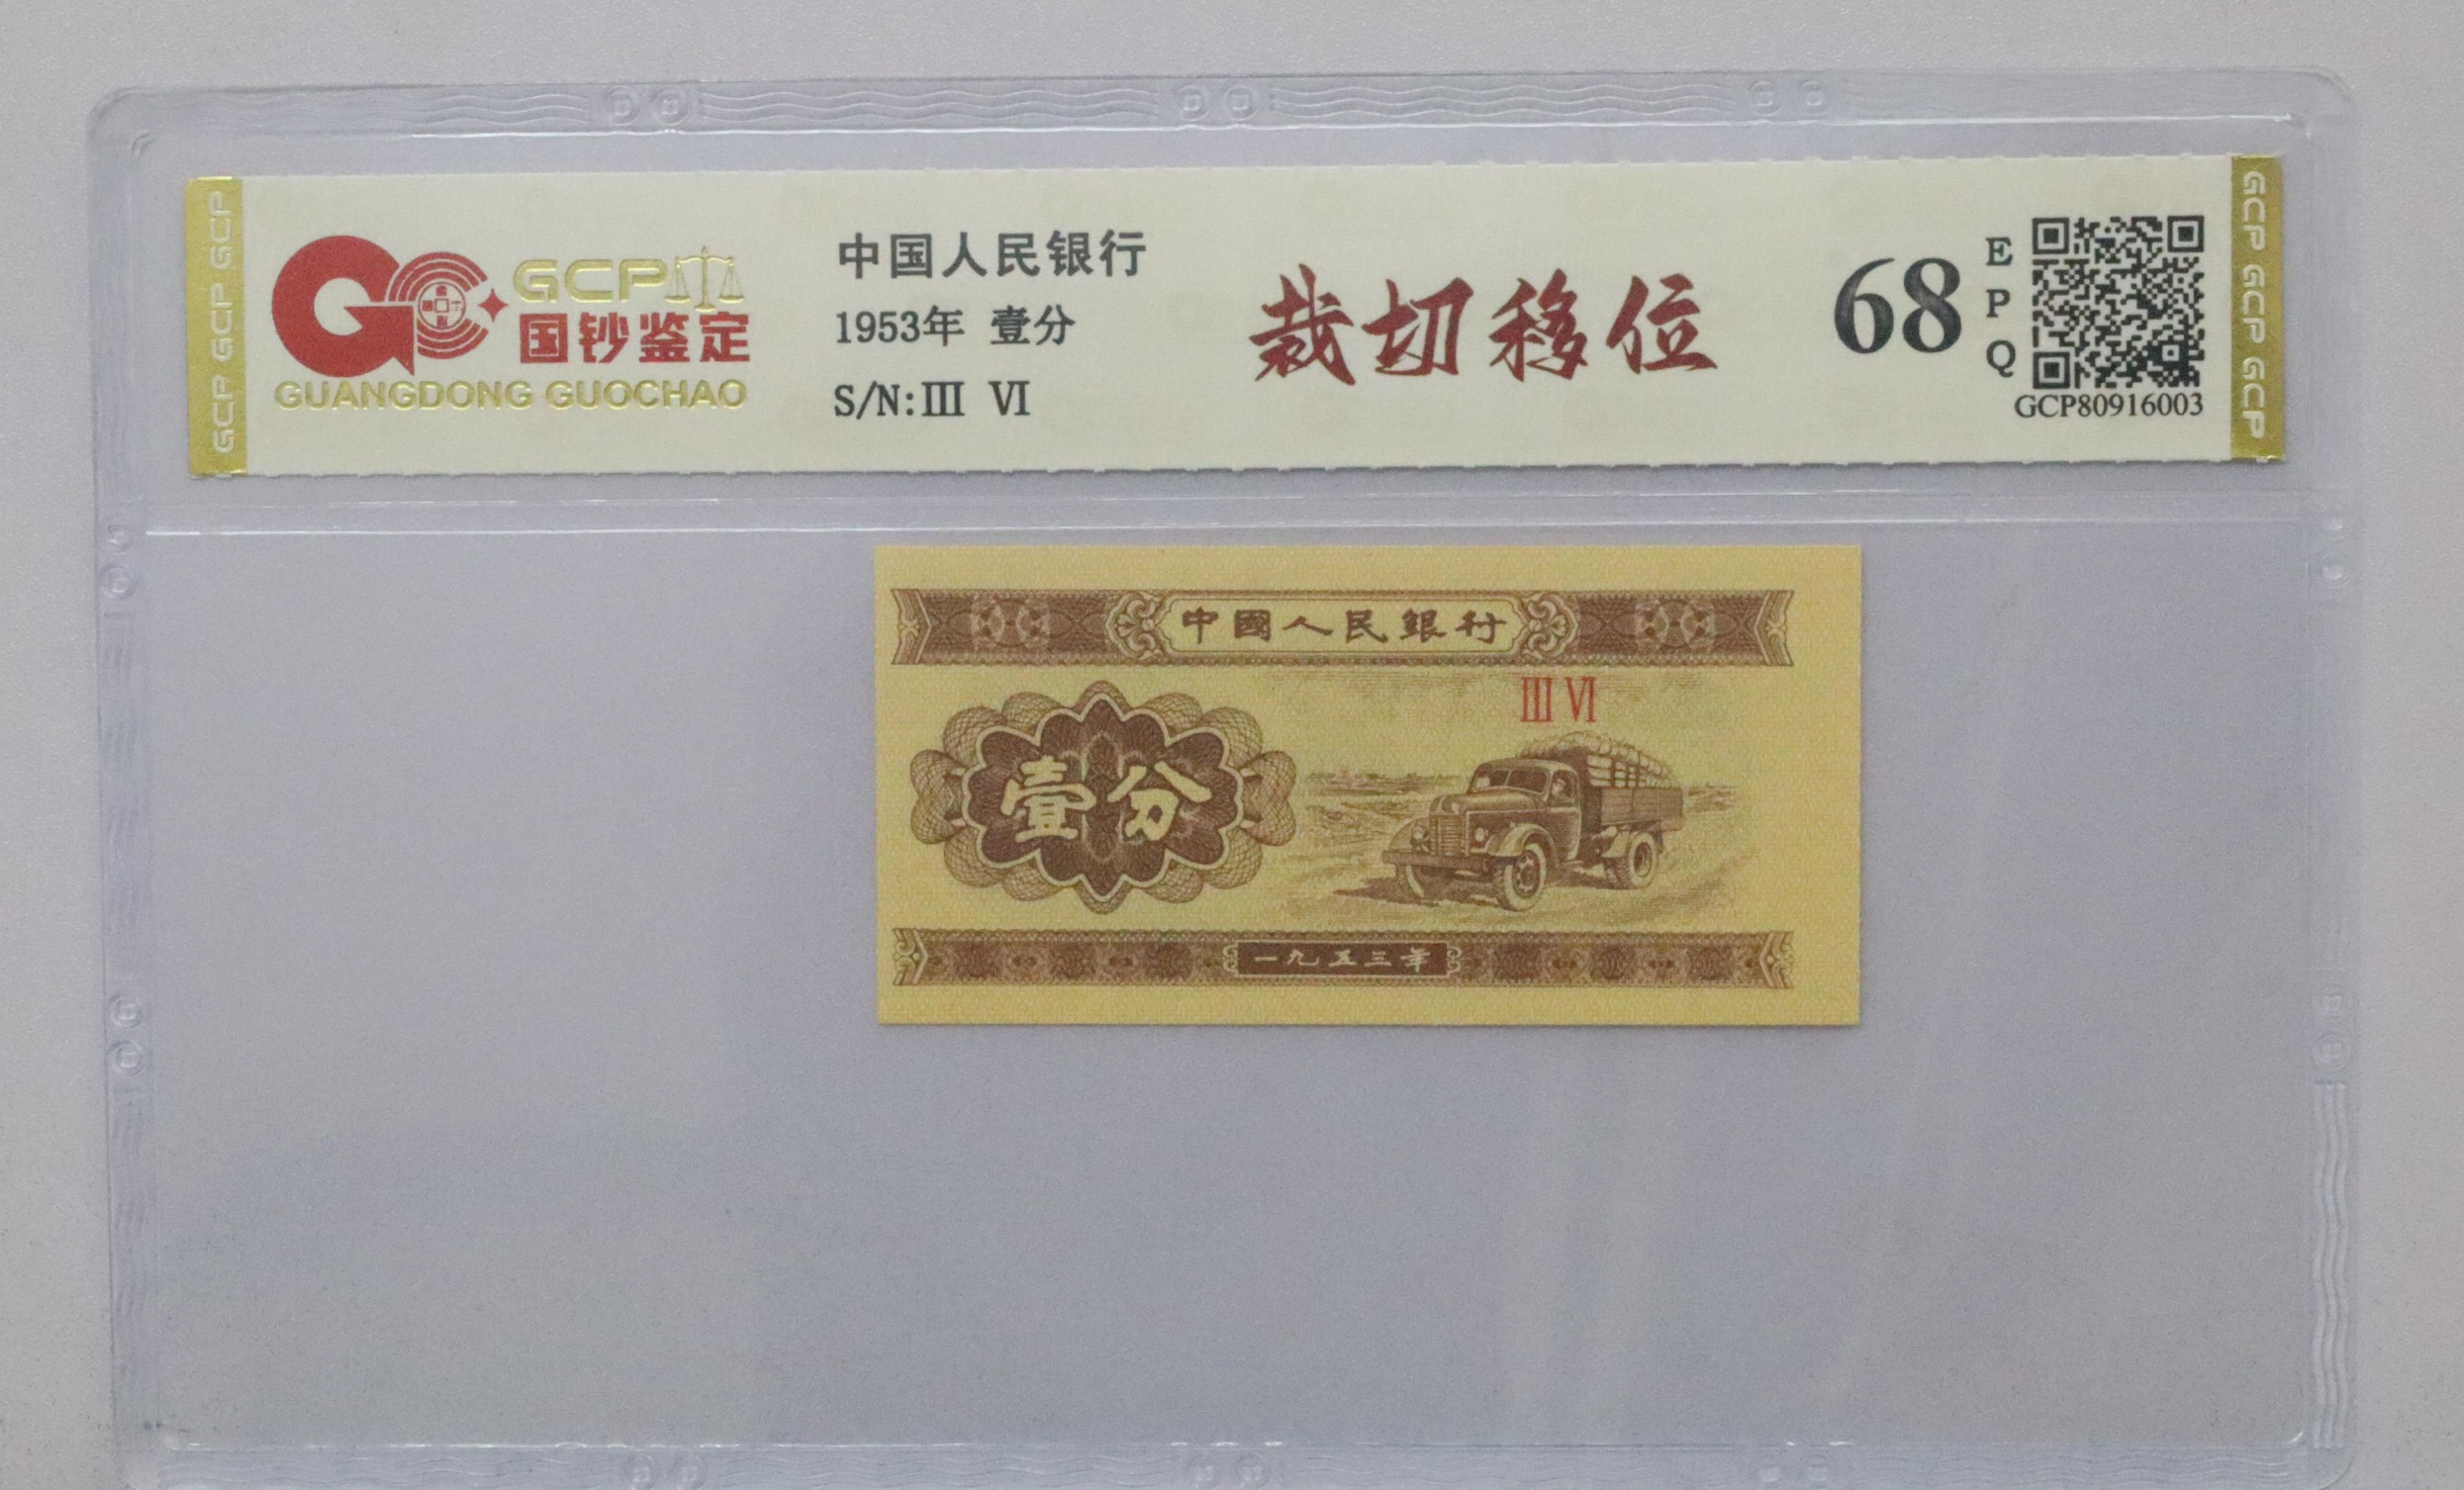 GCP GCP GCP
GCP
国钞鉴定
GUANGDONG GUOCHAO
中国人民银行
1953年 壹分
S/N:III VI
裁切移位
68
E
P
Q
GCP80916003
GCP GCP GCP
中國人民銀行
III VI
壹分
一九五三年